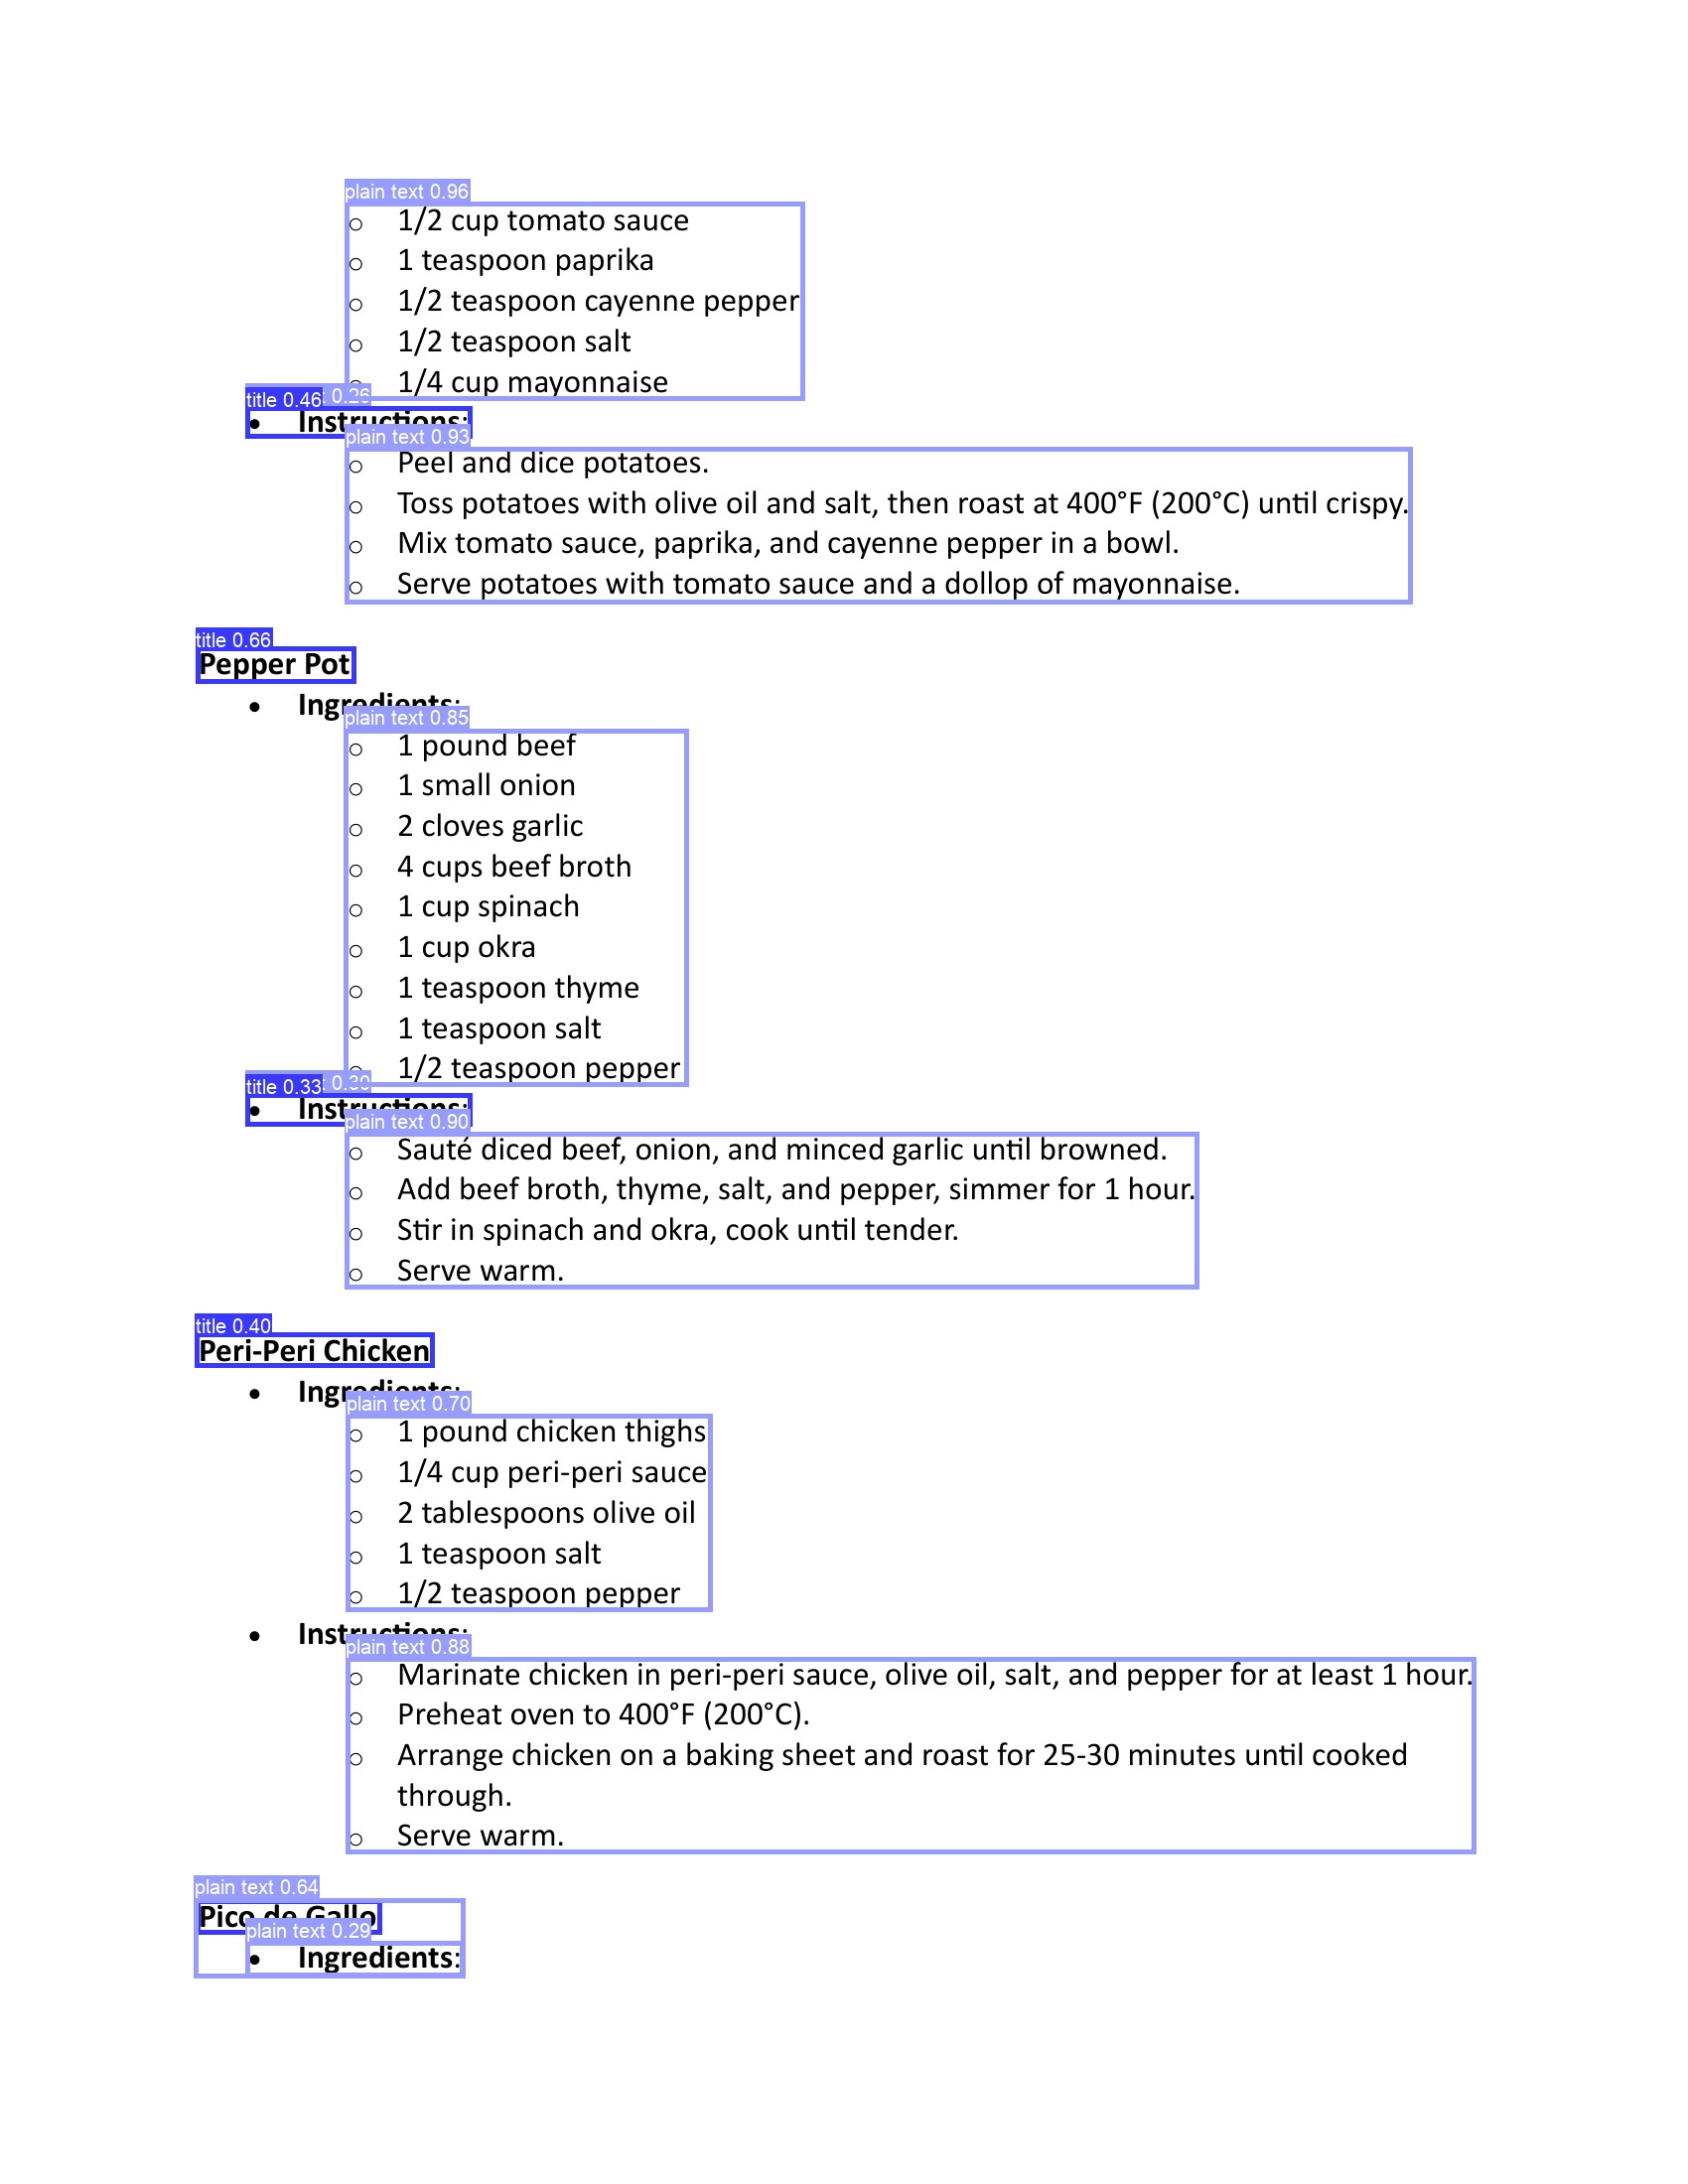 plain text 0.96
○ 1/2 cup tomato sauce
○ 1 teaspoon paprika
○ 1/2 teaspoon cayenne pepper
○ 1/2 teaspoon salt
○ 1/4 cup mayonnaise
title 0.46 0.26
• Instructions:
plain text 0.93
○ Peel and dice potatoes.
○ Toss potatoes with olive oil and salt, then roast at 400°F (200°C) until crispy.
○ Mix tomato sauce, paprika, and cayenne pepper in a bowl.
○ Serve potatoes with tomato sauce and a dollop of mayonnaise.
title 0.66
Pepper Pot
• Ingredients:
plain text 0.85
○ 1 pound beef
○ 1 small onion
○ 2 cloves garlic
○ 4 cups beef broth
○ 1 cup spinach
○ 1 cup okra
○ 1 teaspoon thyme
○ 1 teaspoon salt
○ 1/2 teaspoon pepper
title 0.33
• Instructions:
plain text 0.90
○ Sauté diced beef, onion, and minced garlic until browned.
○ Add beef broth, thyme, salt, and pepper, simmer for 1 hour.
○ Stir in spinach and okra, cook until tender.
○ Serve warm.
title 0.40
Peri-Peri Chicken
• Ingredients:
plain text 0.70
○ 1 pound chicken thighs
○ 1/4 cup peri-peri sauce
○ 2 tablespoons olive oil
○ 1 teaspoon salt
○ 1/2 teaspoon pepper
• Instructions:
plain text 0.88
○ Marinate chicken in peri-peri sauce, olive oil, salt, and pepper for at least 1 hour.
○ Preheat oven to 400°F (200°C).
○ Arrange chicken on a baking sheet and roast for 25-30 minutes until cooked
through.
○ Serve warm.
plain text 0.64
Pico de Gallo
plain text 0.29
• Ingredients: